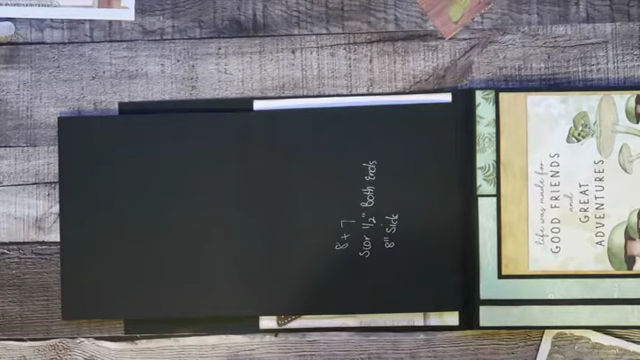 8 + 7
Scor 1/2" Both Ends
8" Side
life was made for
GOOD FRIENDS
and
GREAT
ADVENTURES